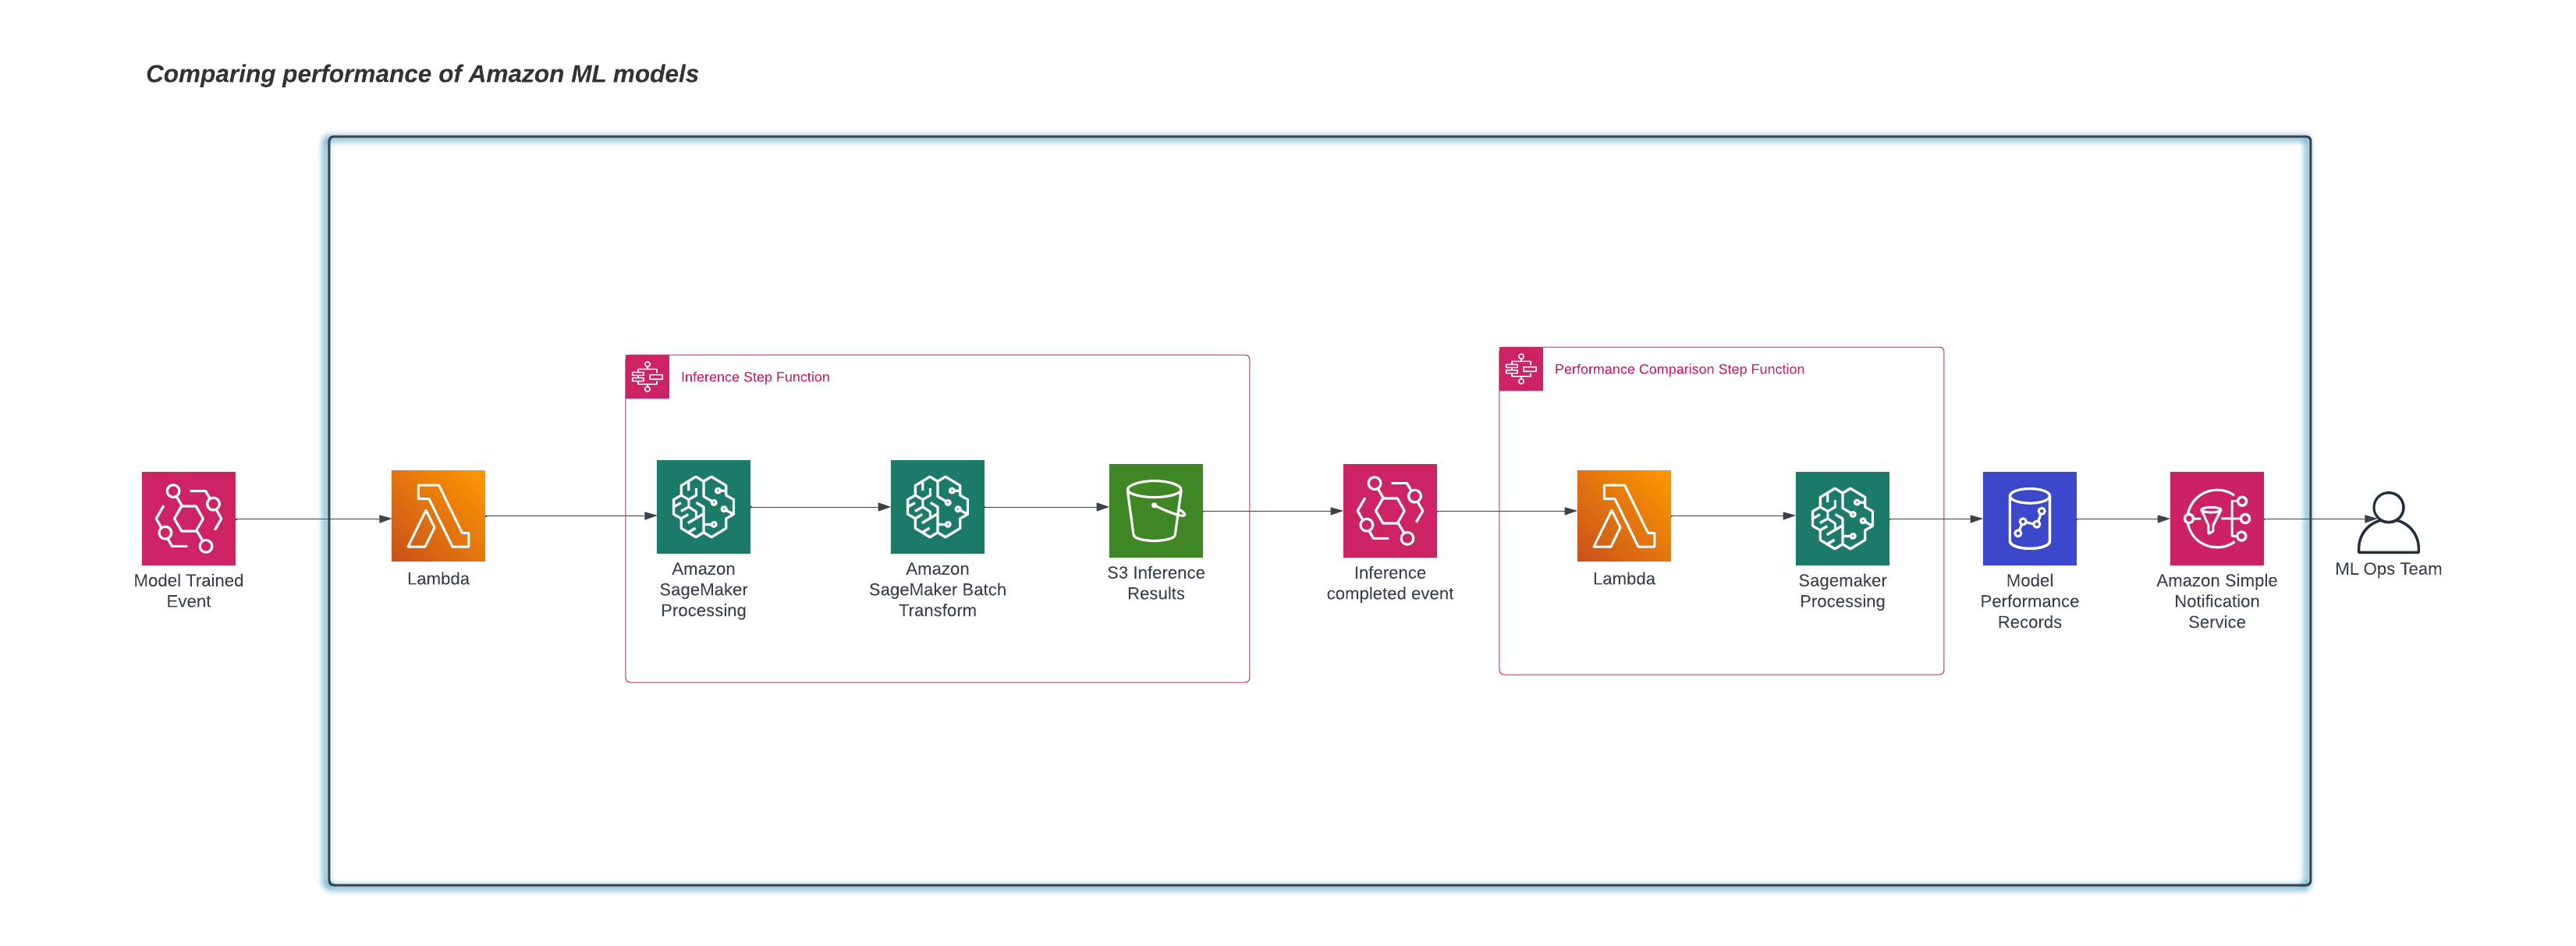 Comparing performance of Amazon ML models
Inference Step Function
Performance Comparison Step Function
Model Trained
Event
Lambda
Amazon
SageMaker
Processing
Amazon
SageMaker Batch
Transform
S3 Inference
Results
Inference
completed event
Lambda
Sagemaker
Processing
Model
Performance
Records
Amazon Simple
Notification
Service
ML Ops Team